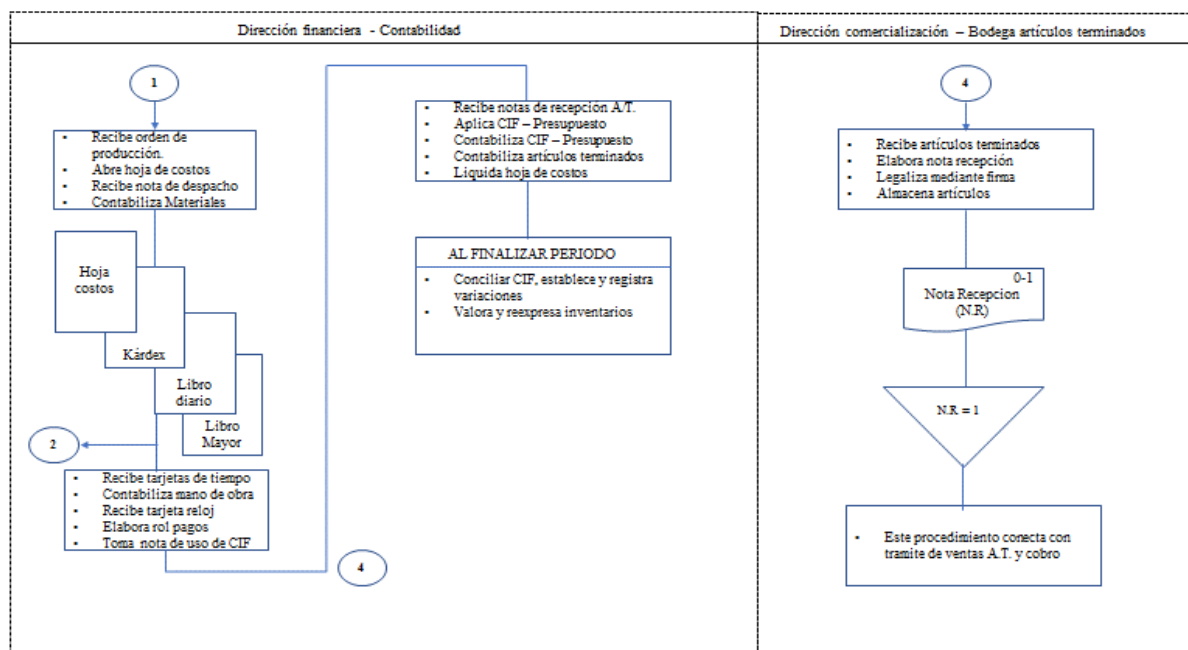 Dirección financiera - Contabilidad
1
• Recibe orden de
producción.
• Abre hoja de costos
• Recibe nota de despacho
• Contabiliza Materiales
Hoja
costos
Kárdex
Libro
diario
Libro
Mayor
2
• Recibe tarjetas de tiempo
• Contabiliza mano de obra
• Recibe tarjeta reloj
• Elabora rol pagos
• Toma nota de uso de CIF
4
• Recibe notas de recepción A/T.
• Aplica CIF – Presupuesto
• Contabiliza CIF – Presupuesto
• Contabiliza artículos terminados
• Liquida hoja de costos
AL FINALIZAR PERIODO
• Conciliar CIF, establece y registra
variaciones
• Valora y reexpresa inventarios
Dirección comercialización – Bodega artículos terminados
4
• Recibe artículos terminados
• Elabora nota recepción
• Legaliza mediante firma
• Almacena artículos
0-1
Nota Recepcion
(N.R)
N.R = 1
• Este procedimiento conecta con
tramite de ventas A.T. y cobro